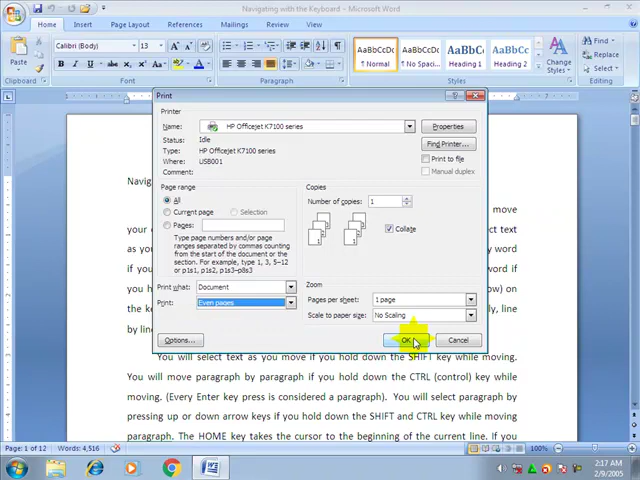 Navigating with the Keyboard - Microsoft Word
Home Insert Page Layout References Mailings Review View
Paste
Calibri (Body) 13
AaBbCcDc AaBbCcDc AaBbC AaBbCc
¶ Normal ¶ No Spaci... Heading 1 Heading 2
Change Styles
Find
Replace
Select
Clipboard Font Paragraph Styles Editing
Print
Printer
Name: HP Officejet K7100 series Properties
Status: Idle
Type: HP Officejet K7100 series Find Printer...
Where: USB001 Print to file
Comment: Manual duplex
Page range Copies
All Number of copies: 1
Current page Selection
Pages: Collate
Type page numbers and/or page
ranges separated by commas counting
from the start of the document or the
section. For example, type 1, 3, 5–12
or p1s1, p1s2, p1s3–p8s3
Print what: Document Zoom
Print: Even pages Pages per sheet: 1 page
Scale to paper size: No Scaling
Options... OK Cancel
Navig
move
your c select text
as you by word
if you word if
you h ow) on
the ke y, line
by line
You will select text as you move if you hold down the SHIFT key while moving.
You will move paragraph by paragraph if you hold down the CTRL (control) key while
moving. (Every Enter key press is considered a paragraph). You will select paragraph by
pressing up or down arrow keys if you hold down the SHIFT and CTRL key while moving
paragraph. The HOME key takes the cursor to the beginning of the current line. If you
Page: 1 of 12 Words: 4,516 100%
2:17 AM
2/9/2005